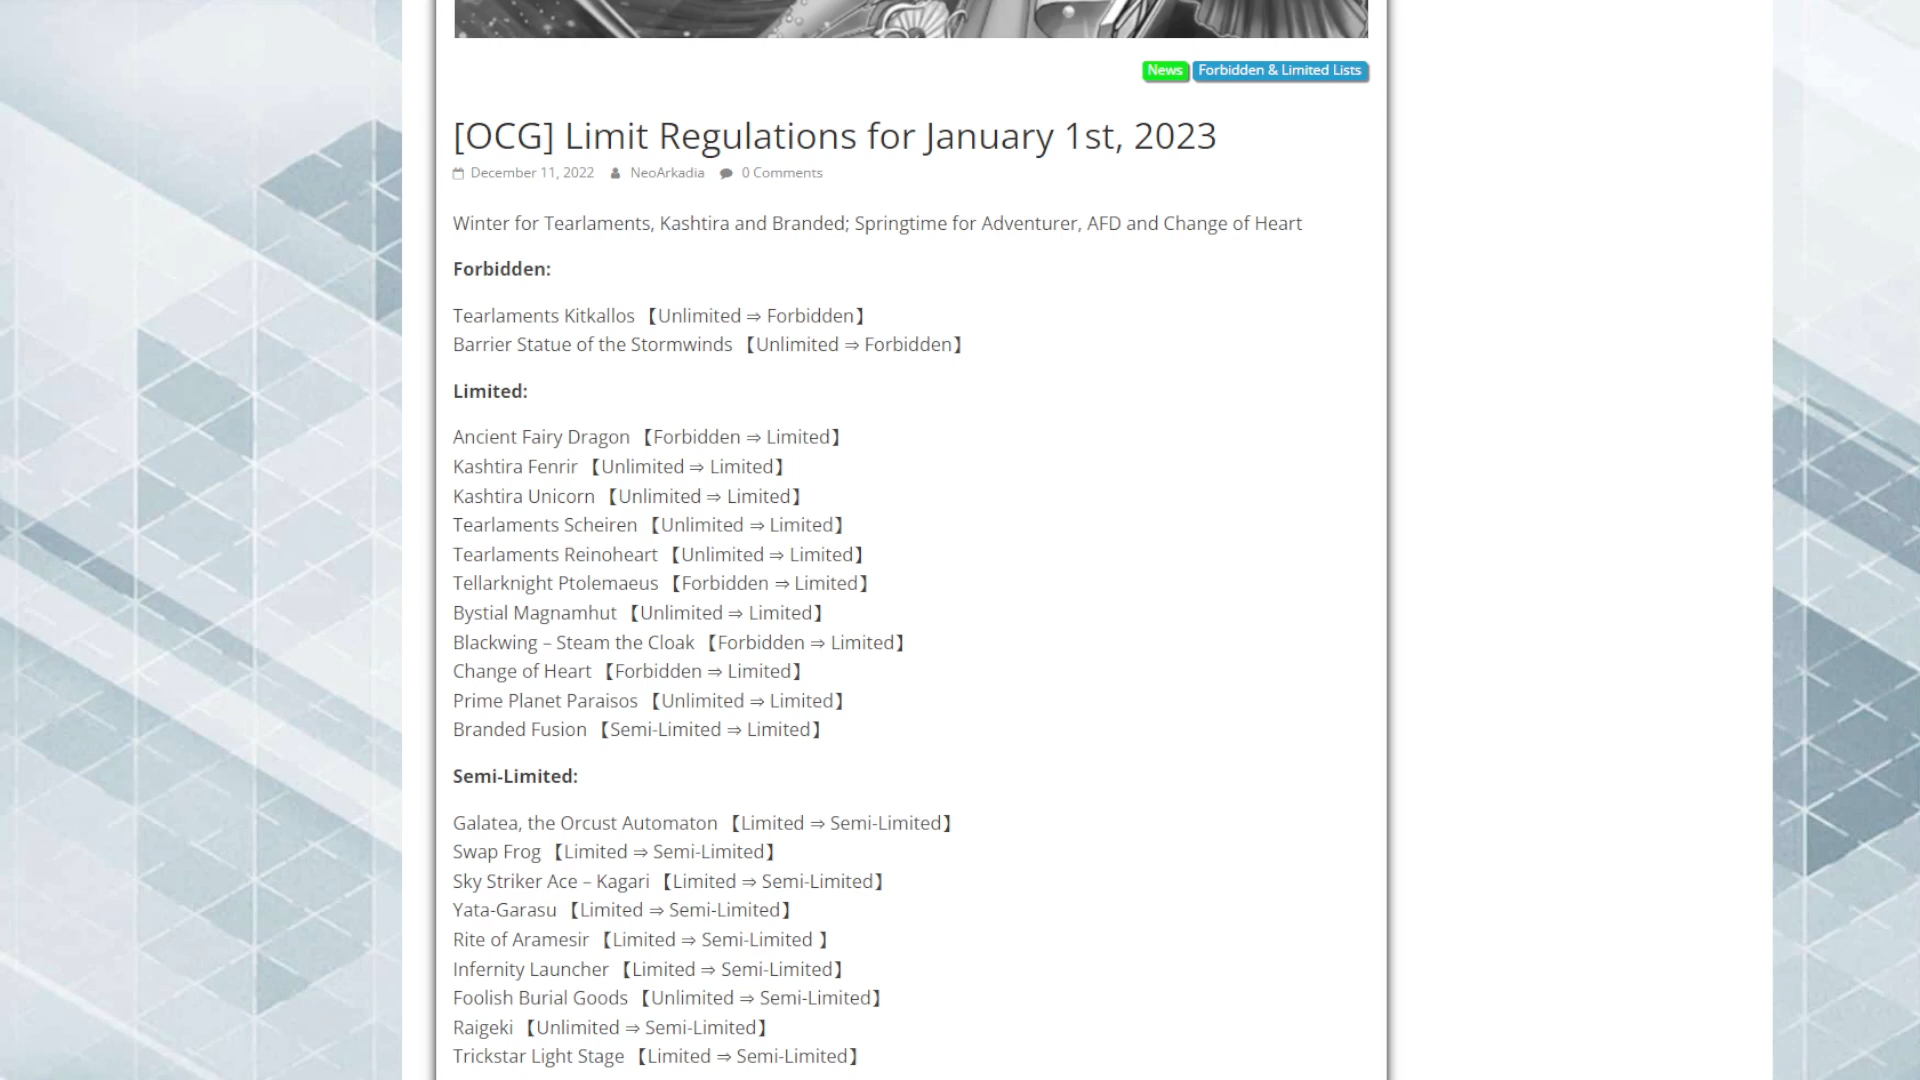 News Forbidden & Limited Lists
[OCG] Limit Regulations for January 1st, 2023
December 11, 2022 NeoArkadia 0 Comments
Winter for Tearlaments, Kashtira and Branded; Springtime for Adventurer, AFD and Change of Heart
Forbidden:
Tearlaments Kitkallos 【Unlimited ⇒ Forbidden】
Barrier Statue of the Stormwinds 【Unlimited ⇒ Forbidden】
Limited:
Ancient Fairy Dragon 【Forbidden ⇒ Limited】
Kashtira Fenrir 【Unlimited ⇒ Limited】
Kashtira Unicorn 【Unlimited ⇒ Limited】
Tearlaments Scheiren 【Unlimited ⇒ Limited】
Tearlaments Reinoheart 【Unlimited ⇒ Limited】
Tellarknight Ptolemaeus 【Forbidden ⇒ Limited】
Bystial Magnamhut 【Unlimited ⇒ Limited】
Blackwing – Steam the Cloak 【Forbidden ⇒ Limited】
Change of Heart 【Forbidden ⇒ Limited】
Prime Planet Paraisos 【Unlimited ⇒ Limited】
Branded Fusion 【Semi-Limited ⇒ Limited】
Semi-Limited:
Galatea, the Orcust Automaton 【Limited ⇒ Semi-Limited】
Swap Frog 【Limited ⇒ Semi-Limited】
Sky Striker Ace – Kagari 【Limited ⇒ Semi-Limited】
Yata-Garasu 【Limited ⇒ Semi-Limited】
Rite of Aramesir 【Limited ⇒ Semi-Limited 】
Infernity Launcher 【Limited ⇒ Semi-Limited】
Foolish Burial Goods 【Unlimited ⇒ Semi-Limited】
Raigeki 【Unlimited ⇒ Semi-Limited】
Trickstar Light Stage 【Limited ⇒ Semi-Limited】